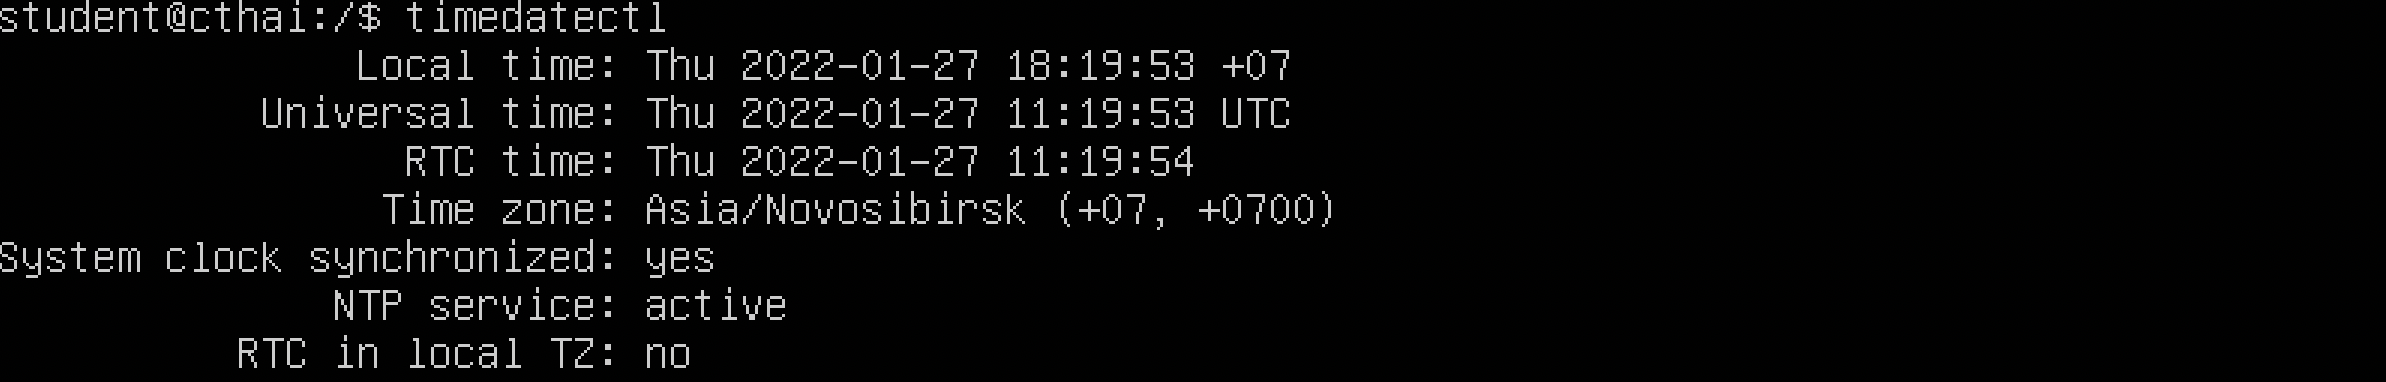 student@cthai:/$ timedatectl
Local time: Thu 2022-01-27 18:19:53 +07
Universal time: Thu 2022-01-27 11:19:53 UTC
RTC time: Thu 2022-01-27 11:19:54
Time zone: Asia/Novosibirsk (+07, +0700)
System clock synchronized: yes
NTP service: active
RTC in local TZ: no